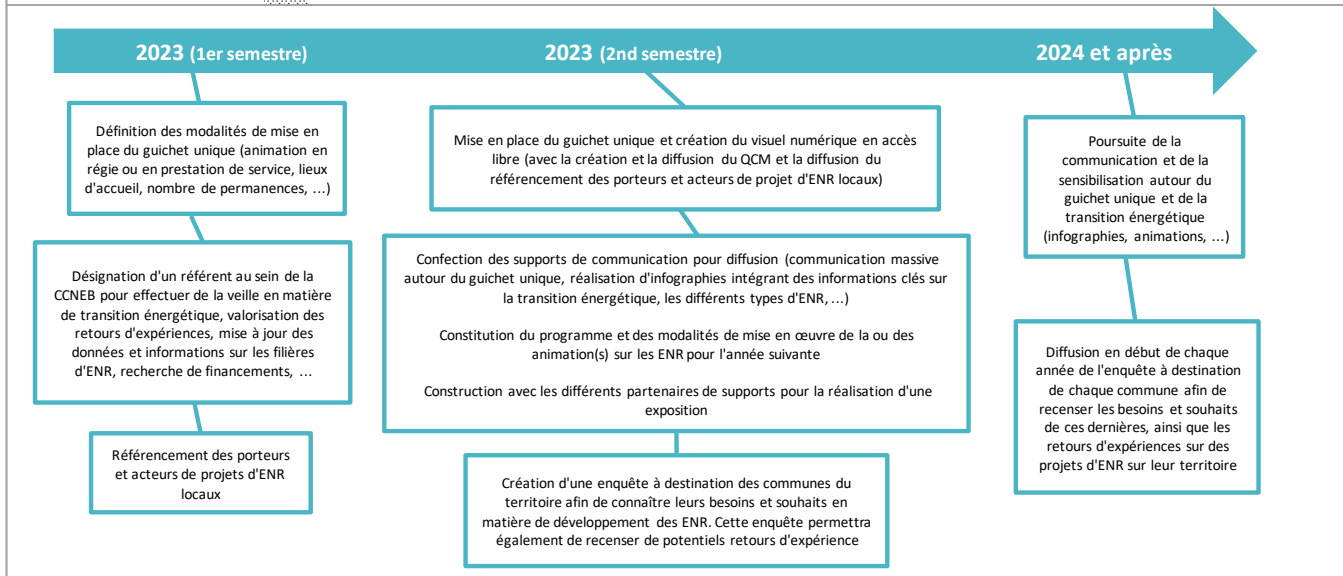 2023 (1er semestre)
2023 (2nd semestre)
2024 et après
Définition des modalités de mise en
place du guichet unique (animation en
régie ou en prestation de service, lieux
d'accueil, nombre de permanences, …)
Désignation d'un référent au sein de la
CCNEB pour effectuer de la veille en matière
de transition énergétique, valorisation des
retours d'expériences, mise à jour des
données et informations sur les filières
d'ENR, recherche de financements, …
Référencement des porteurs
et acteurs de projets d'ENR
locaux
Mise en place du guichet unique et création du visuel numérique en accès
libre (avec la création et la diffusion du QCM et la diffusion du
référencement des porteurs et acteurs de projet d'ENR locaux)
Confection des supports de communication pour diffusion (communication massive
autour du guichet unique, réalisation d'infographies intégrant des informations clés sur
la transition énergétique, les différents types d'ENR, …)
Constitution du programme et des modalités de mise en œuvre de la ou des
animation(s) sur les ENR pour l'année suivante
Construction avec les différents partenaires de supports pour la réalisation d'une
exposition
Création d'une enquête à destination des communes du
territoire afin de connaître leurs besoins et souhaits en
matière de développement des ENR. Cette enquête permettra
également de recenser de potentiels retours d'expérience
Poursuite de la
communication et de la
sensibilisation autour du
guichet unique et de la
transition énergétique
(infographies, animations, …)
Diffusion en début de chaque
année de l'enquête à destination
de chaque commune afin de
recenser les besoins et souhaits
de ces dernières, ainsi que les
retours d'expériences sur des
projets d'ENR sur leur territoire